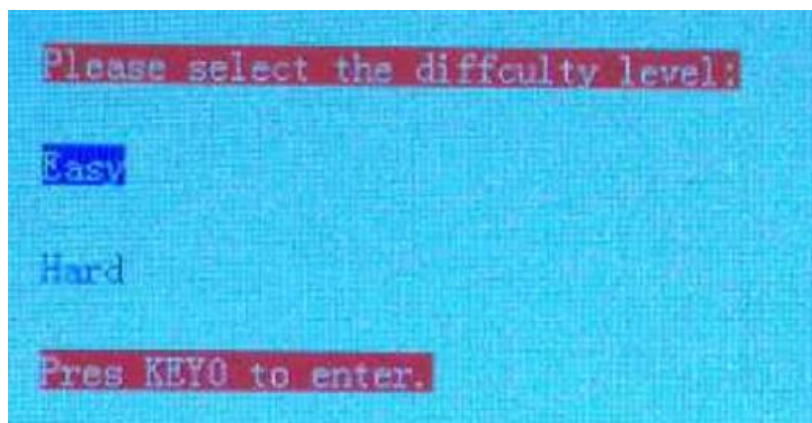 Please select the diffculty level:
Easy
Hard
Pres KEY0 to enter.